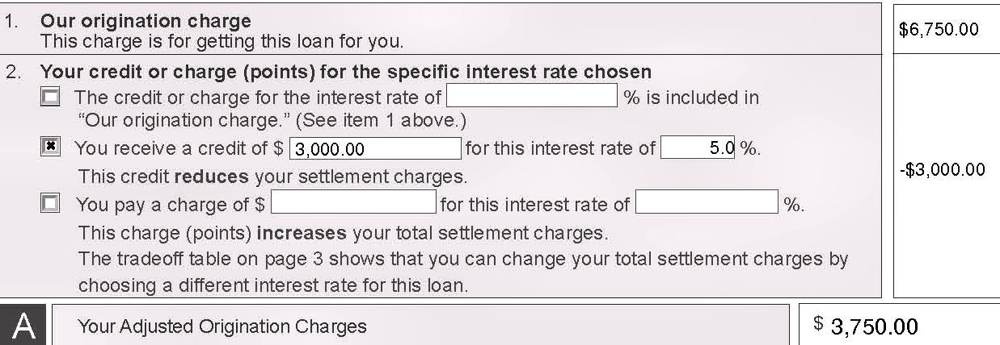 1. Our origination charge
This charge is for getting this loan for you.
$6,750.00
2. Your credit or charge (points) for the specific interest rate chosen
The credit or charge for the interest rate of % is included in
“Our origination charge.” (See item 1 above.)
You receive a credit of $ 3,000.00 for this interest rate of 5.0 %.
This credit reduces your settlement charges.
-$3,000.00
You pay a charge of $ for this interest rate of %.
This charge (points) increases your total settlement charges.
The tradeoff table on page 3 shows that you can change your total settlement charges by
choosing a different interest rate for this loan.
A Your Adjusted Origination Charges $ 3,750.00